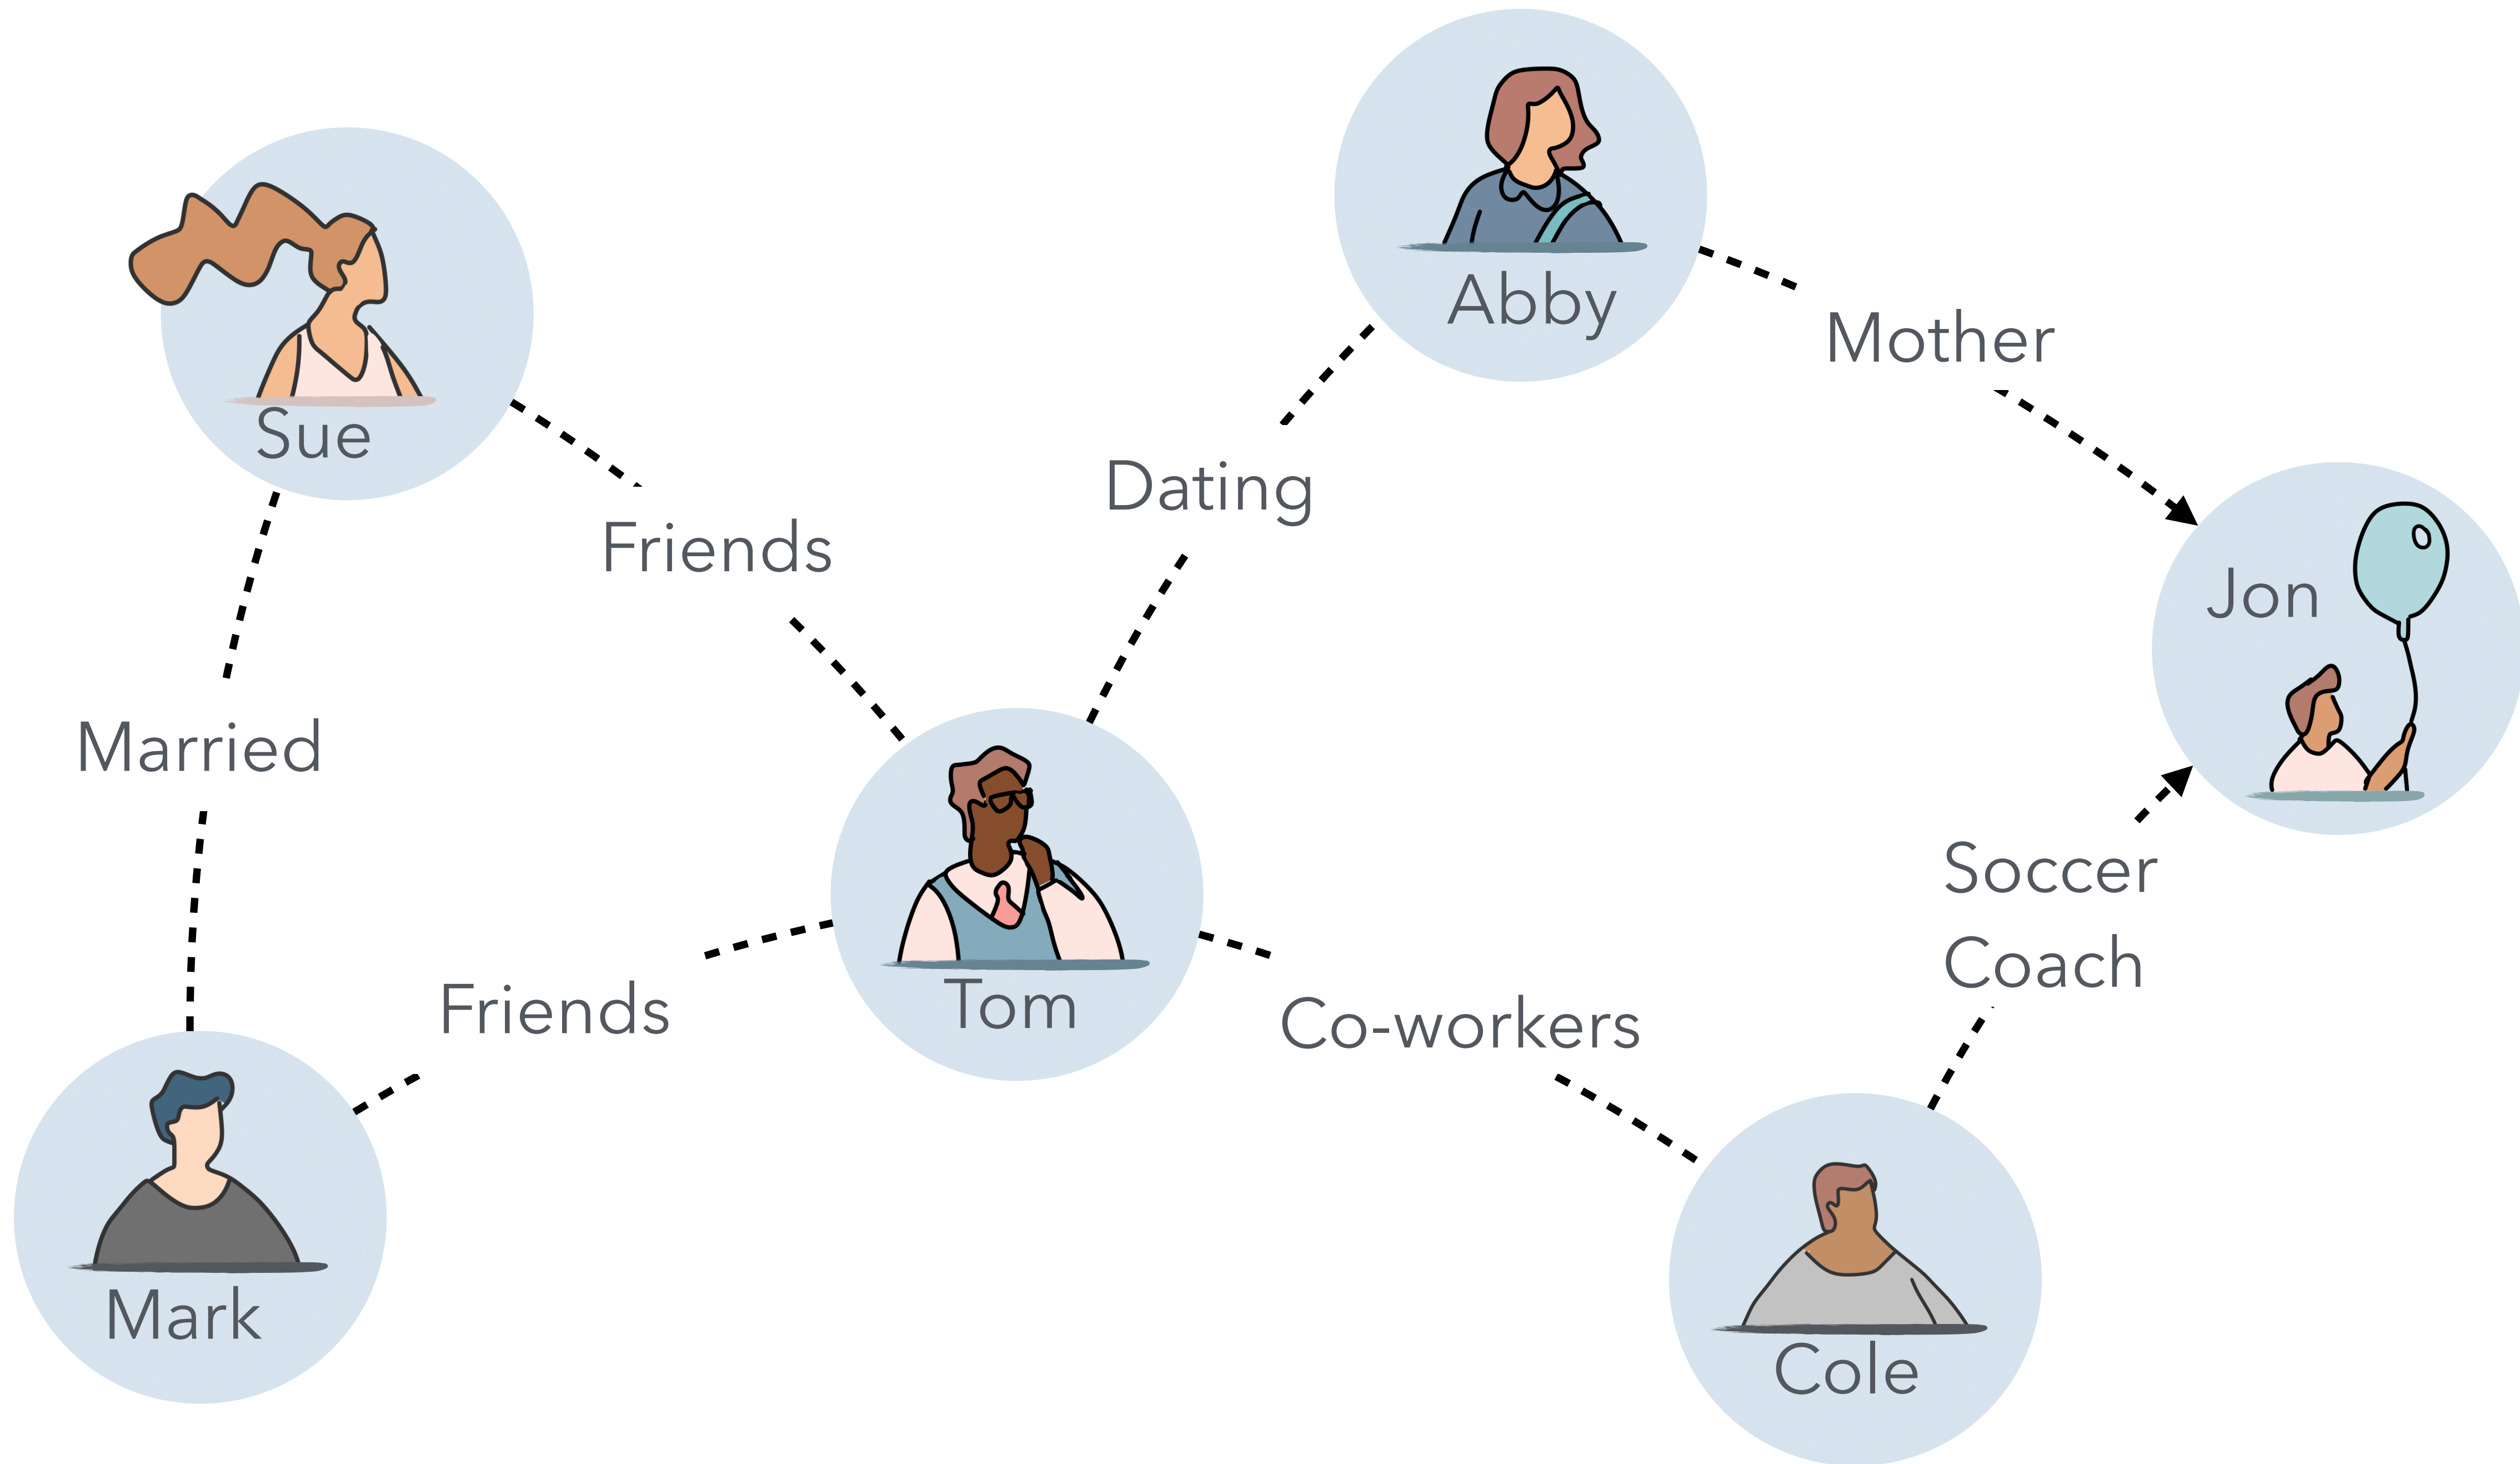 Abby
Mother
Sue
Dating
Friends
Jon
Married
Soccer
Coach
Friends
Tom
Co-workers
Mark
Cole